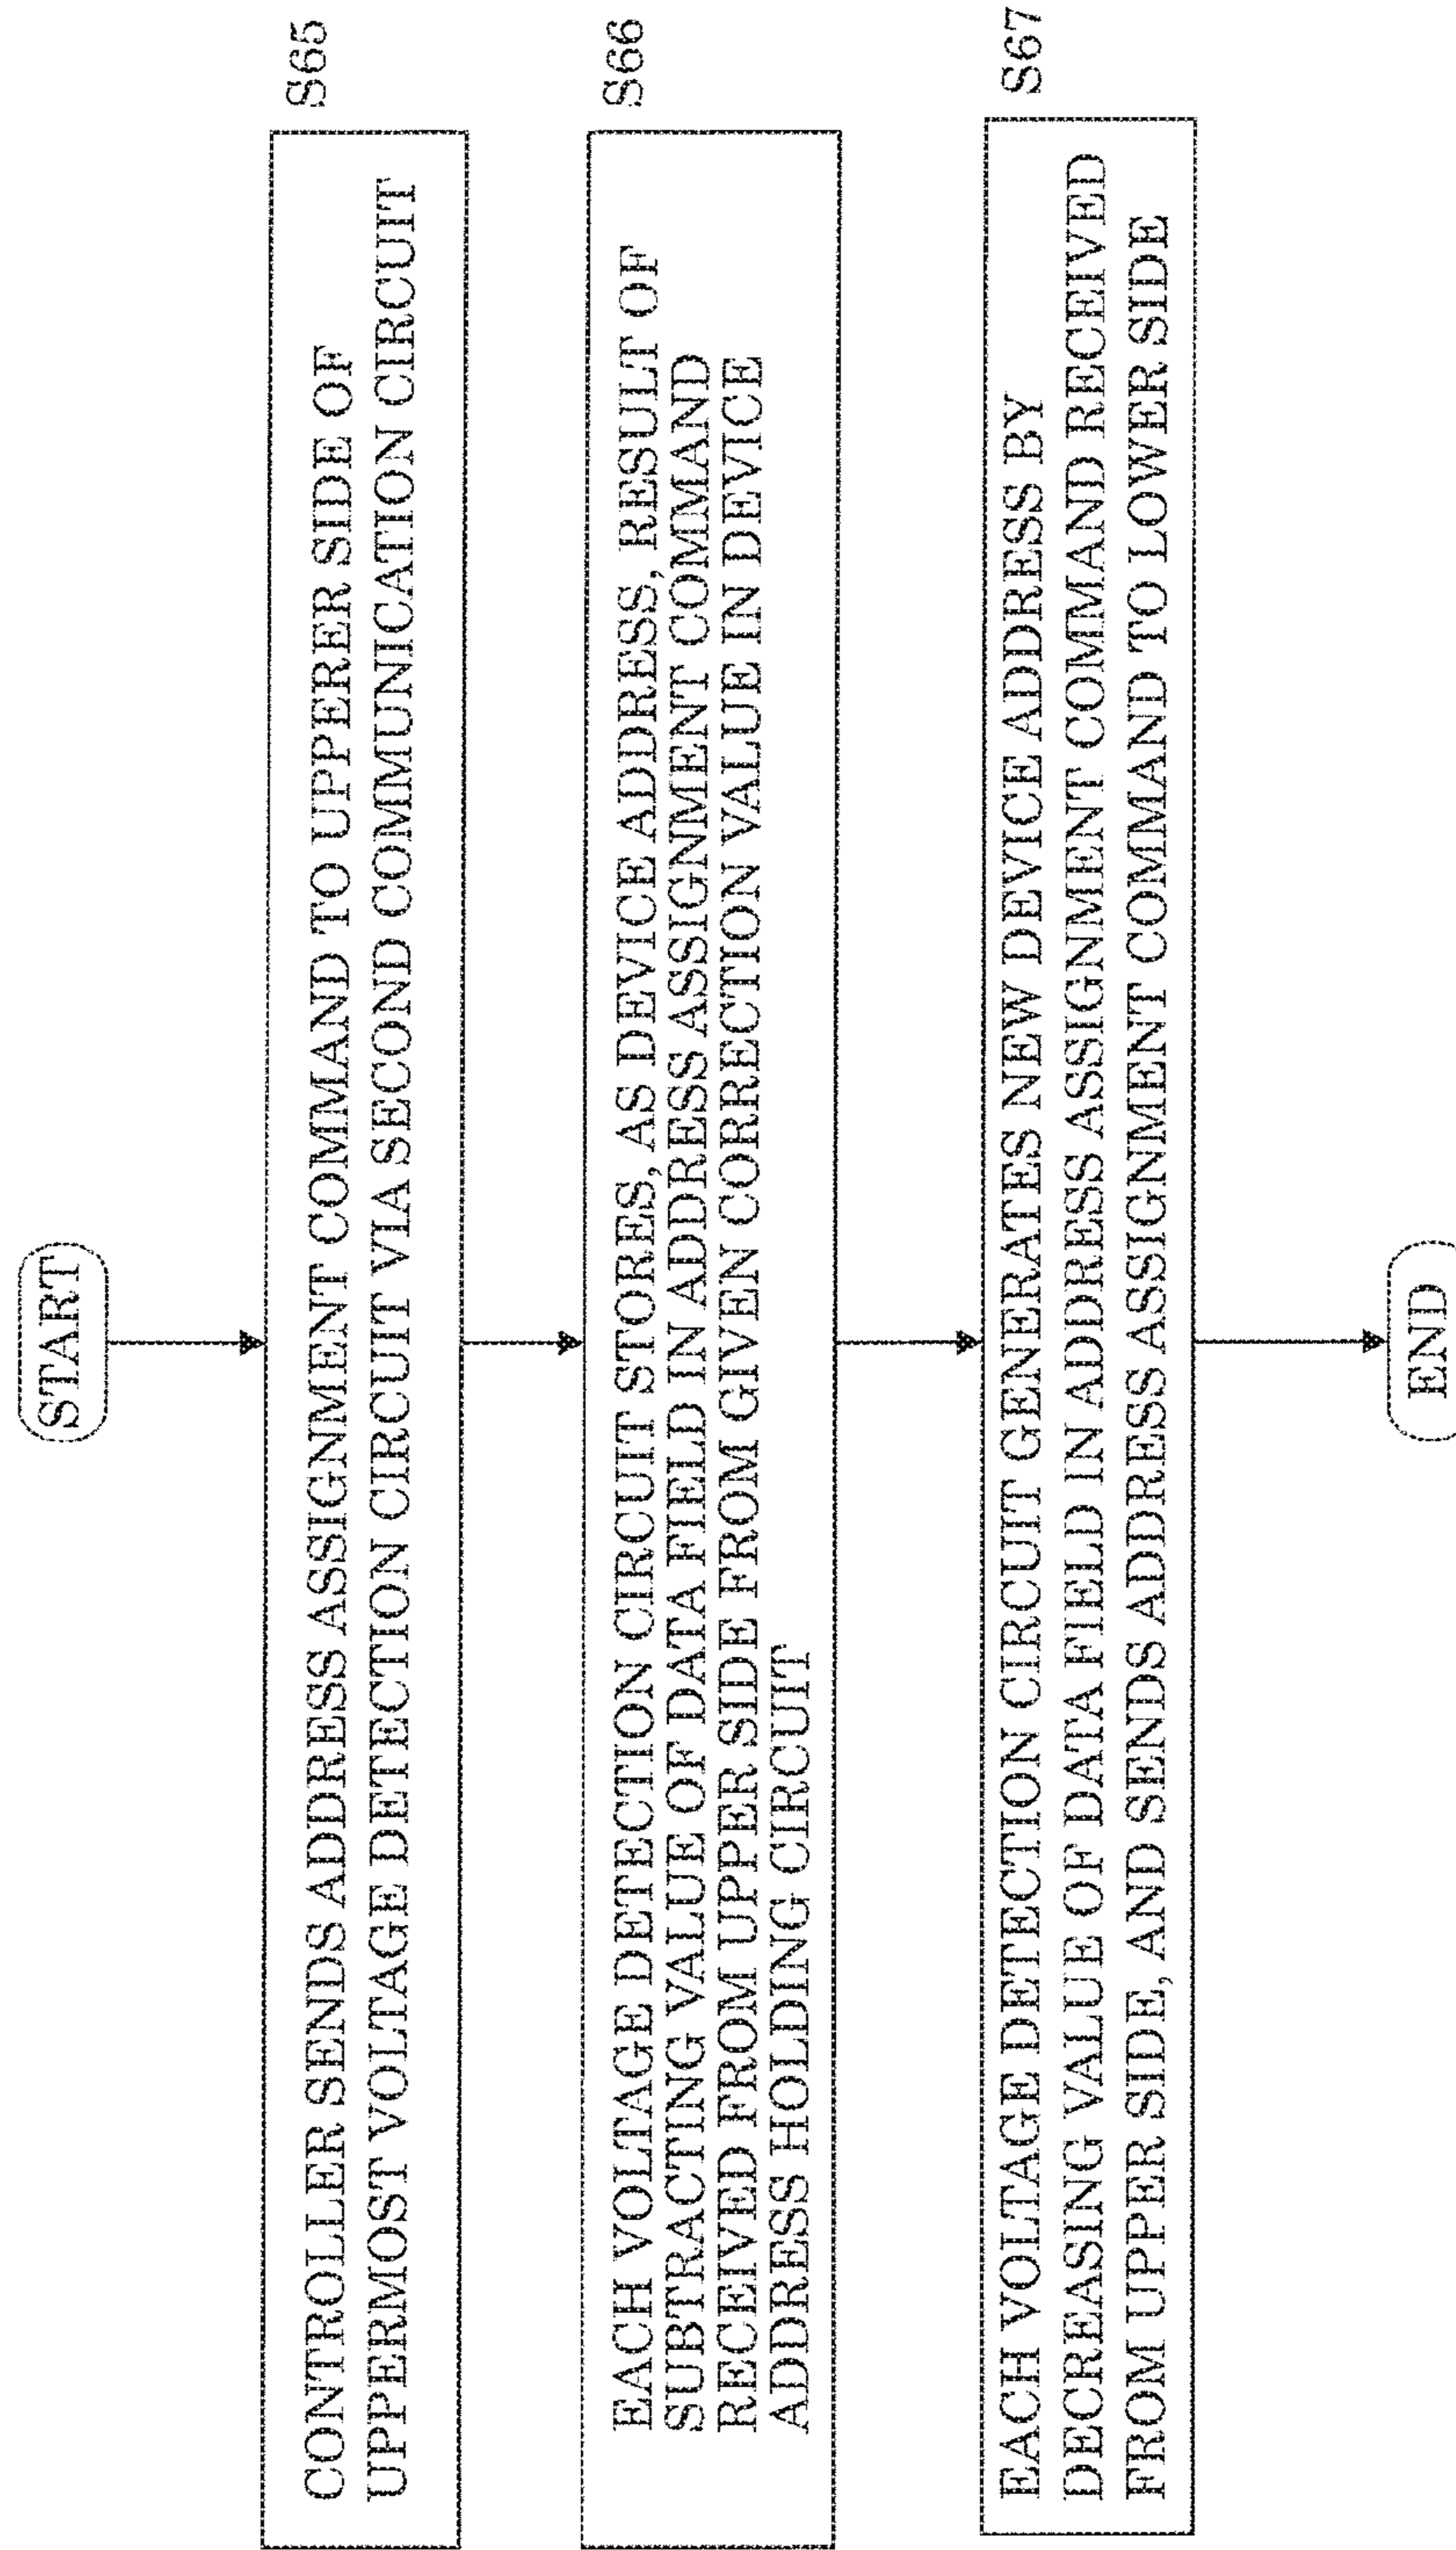 START
CONTROLLER SENDS ADDRESS ASSIGNMENT COMMAND TO UPPERER SIDE OF
UPPERMOST VOLTAGE DETECTION CIRCUIT VIA SECOND COMMUNICATION CIRCUIT
S65
EACH VOLTAGE DETECTION CIRCUIT STORES, AS DEVICE ADDRESS, RESULT OF
SUBTRACTING VALUE OF DATA FIELD IN ADDRESS ASSIGNMENT COMMAND
RECEIVED FROM UPPER SIDE FROM GIVEN CORRECTION VALUE IN DEVICE
ADDRESS HOLDING CIRCUIT
S66
EACH VOLTAGE DETECTION CIRCUIT GENERATES NEW DEVICE ADDRESS BY
DECREASING VALUE OF DATA FIELD IN ADDRESS ASSIGNMENT COMMAND RECEIVED
FROM UPPER SIDE, AND SENDS ADDRESS ASSIGNMENT COMMAND TO LOWER SIDE
S67
END